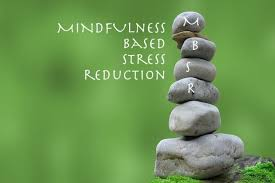 MINDFULNESS
BASED
STRESS
REDUCTION
M
B
S
R